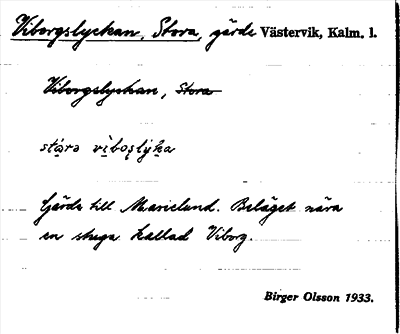 Viborgslyckan, Stora, gärde Västervik, Kalm. l.
Viborgslyckan, Stora
Gärde till Marielund. Beläget nära
en stuga kallad Viborg.
Birger Olsson 1933.